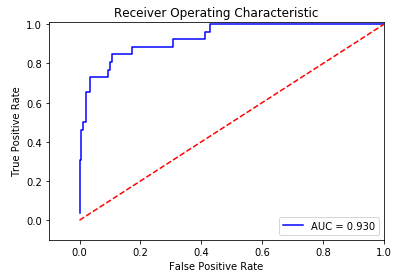 Receiver Operating Characteristic
True Positive Rate
1.0
0.8
0.6
0.4
0.2
0.0
AUC = 0.930
0.0 0.2 0.4 0.6 0.8 1.0
False Positive Rate